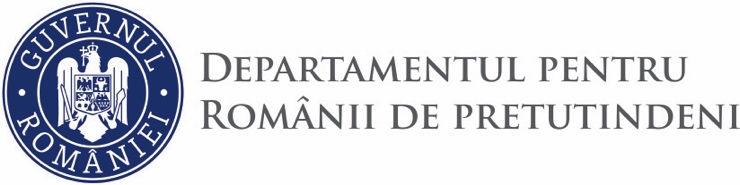 GUVERNUL
ROMÂNIEI
DEPARTAMENTUL PENTRU
ROMÂNII DE PRETUTINDENI